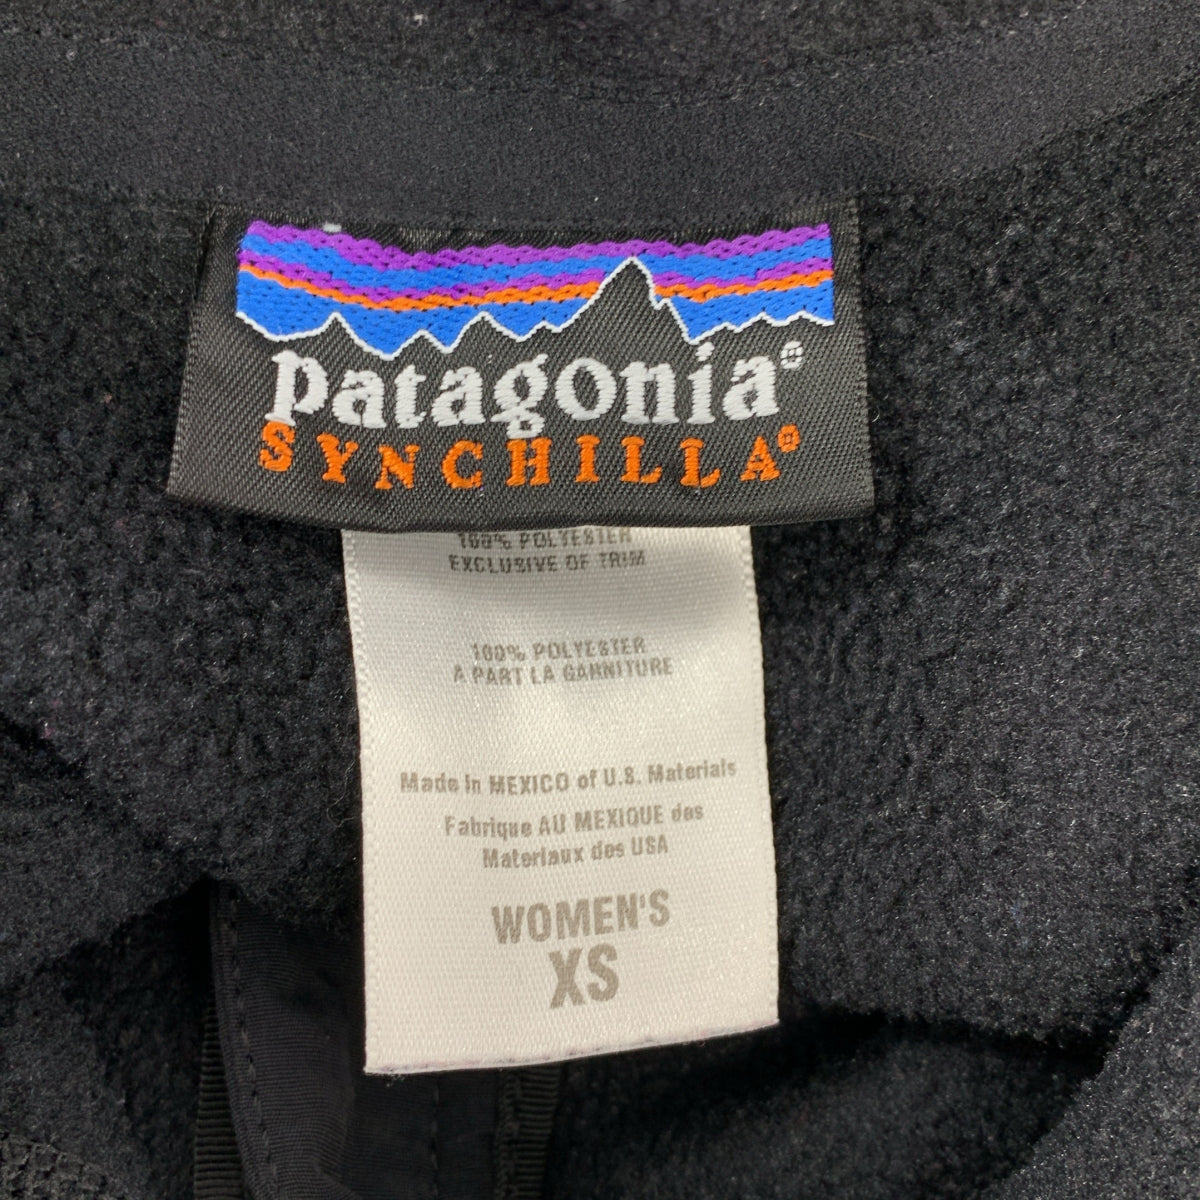 patagonia®
SYNCHILLA®
100% POLYESTER
EXCLUSIVE OF TRIM
100% POLYESTER
A PART LA GARNITURE
Made in MEXICO of U.S. Materials
Fabrique AU MEXIQUE des
Materiaux des USA
WOMEN'S
XS